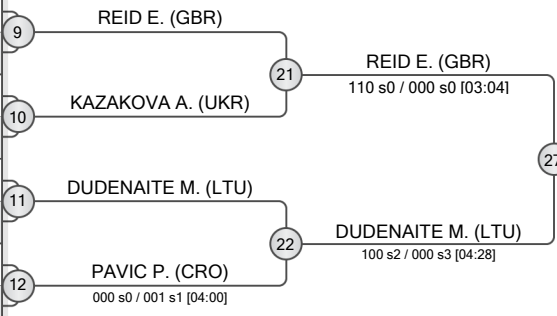 REID E. (GBR)
9
21
REID E. (GBR)
110 s0 / 000 s0 [03:04]
KAZAKOVA A. (UKR)
10
27
DUDENAITE M. (LTU)
11
22
DUDENAITE M. (LTU)
100 s2 / 000 s3 [04:28]
PAVIC P. (CRO)
12
000 s0 / 001 s1 [04:00]